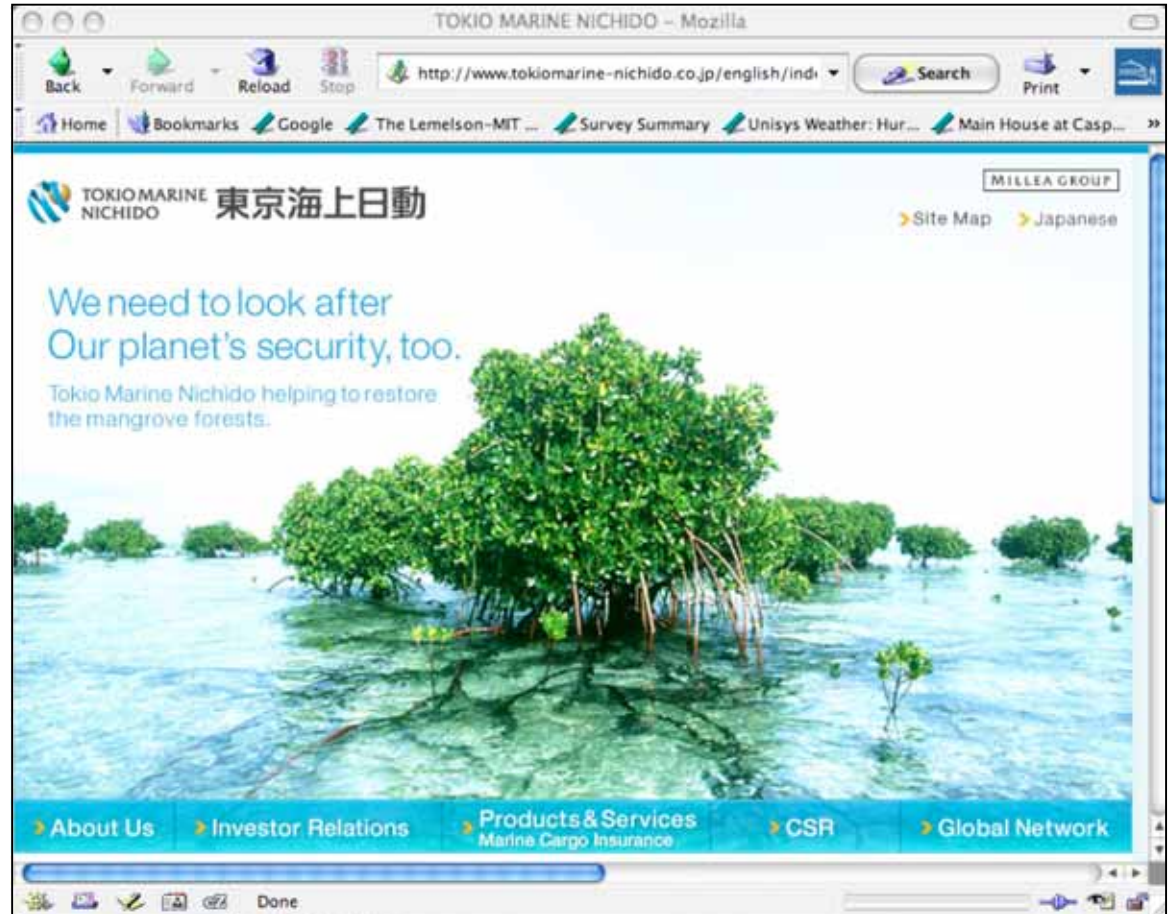 TOKIO MARINE NICHIDO – Mozilla
Back
Forward
Reload
Stop
http://www.tokiomarine-nichido.co.jp/english/ind
Search
Print
Home
Bookmarks
Google
The Lemelson-MIT ...
Survey Summary
Unisys Weather: Hur...
Main House at Casp...
»
TOKIO MARINE
NICHIDO
東京海上日動
MILLEA GROUP
Site Map
Japanese
We need to look after
Our planet's security, too.
Tokio Marine Nichido helping to restore
the mangrove forests.
About Us
Investor Relations
Products & Services
Marine Cargo Insurance
CSR
Global Network
Done